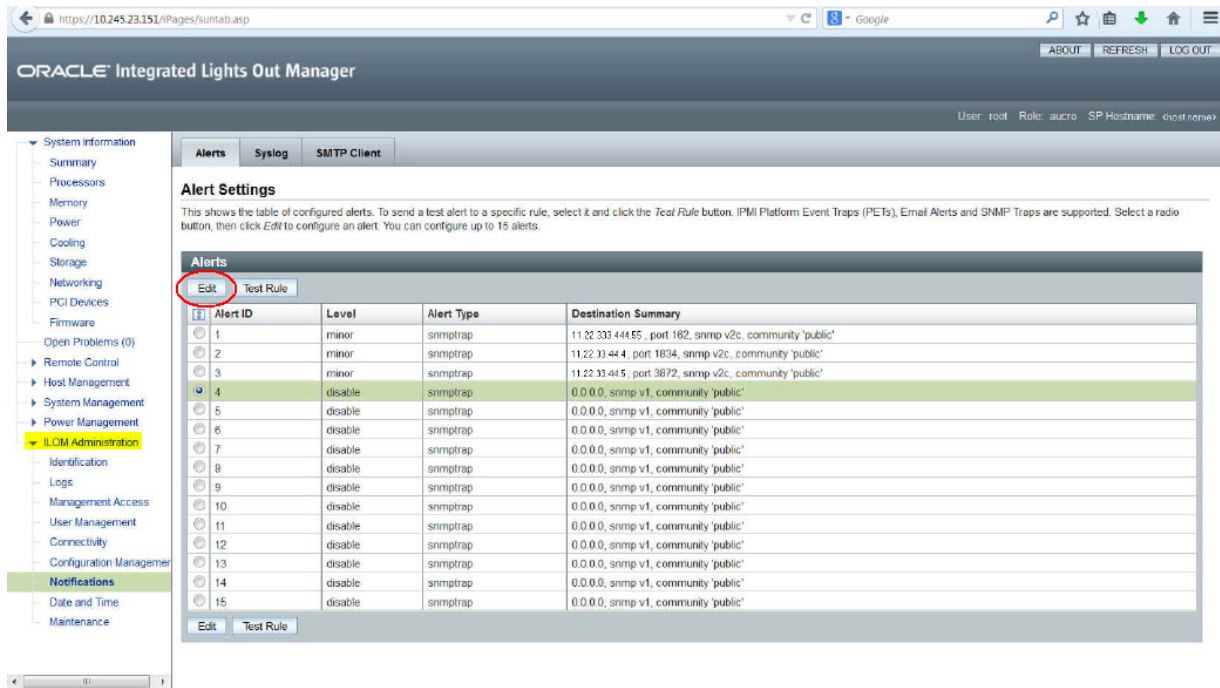 https://10.245.23.151/iPages/suntab.asp
Google
ABOUT REFRESH LOG OUT
ORACLE® Integrated Lights Out Manager
User: root Role: aucro SP Hostname: <host name>
System Information
Summary
Processors
Memory
Power
Cooling
Storage
Networking
PCI Devices
Firmware
Open Problems (0)
Remote Control
Host Management
System Management
Power Management
ILOM Administration
Identification
Logs
Management Access
User Management
Connectivity
Configuration Managemen
Notifications
Date and Time
Maintenance
Alerts Syslog SMTP Client
Alert Settings
This shows the table of configured alerts. To send a test alert to a specific rule, select it and click the Test Rule button. IPMI Platform Event Traps (PETs), Email Alerts and SNMP Traps are supported. Select a radio
button, then click Edit to configure an alert. You can configure up to 15 alerts.
Alerts
Edit Test Rule
Alert ID Level Alert Type Destination Summary
1 minor snmptrap 11.22.333.444.55 , port 162, snmp v2c, community 'public'
2 minor snmptrap 11.22.33.44.4 , port 1834, snmp v2c, community 'public'
3 minor snmptrap 11.22.33.44.5 , port 3872, snmp v2c, community 'public'
4 disable snmptrap 0.0.0.0, snmp v1, community 'public'
5 disable snmptrap 0.0.0.0, snmp v1, community 'public'
6 disable snmptrap 0.0.0.0, snmp v1, community 'public'
7 disable snmptrap 0.0.0.0, snmp v1, community 'public'
8 disable snmptrap 0.0.0.0, snmp v1, community 'public'
9 disable snmptrap 0.0.0.0, snmp v1, community 'public'
10 disable snmptrap 0.0.0.0, snmp v1, community 'public'
11 disable snmptrap 0.0.0.0, snmp v1, community 'public'
12 disable snmptrap 0.0.0.0, snmp v1, community 'public'
13 disable snmptrap 0.0.0.0, snmp v1, community 'public'
14 disable snmptrap 0.0.0.0, snmp v1, community 'public'
15 disable snmptrap 0.0.0.0, snmp v1, community 'public'
Edit Test Rule